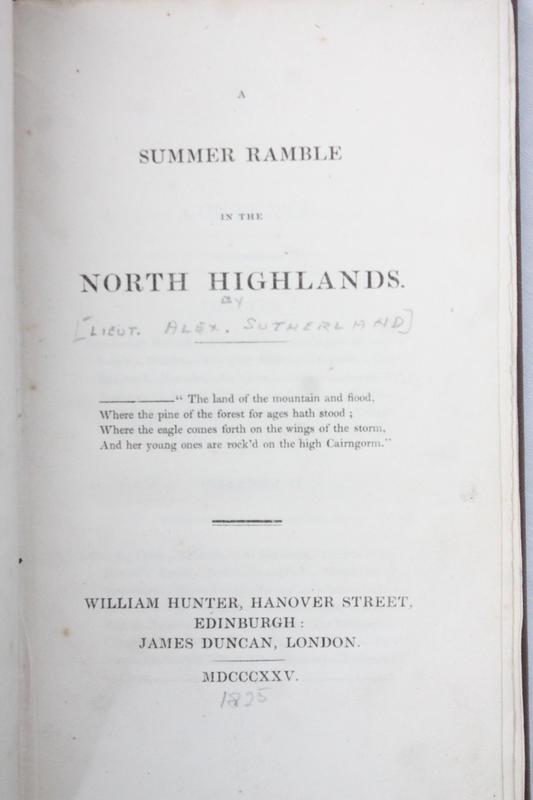 A
SUMMER RAMBLE
IN THE
NORTH HIGHLANDS.
BY
[LIEUT. ALEX. SUTHERLAND]
——— ———“ The land of the mountain and flood,
Where the pine of the forest for ages hath stood ;
Where the eagle comes forth on the wings of the storm,
And her young ones are rock'd on the high Cairngorm.”
WILLIAM HUNTER, HANOVER STREET,
EDINBURGH :
JAMES DUNCAN, LONDON.
MDCCCXXV.
1825